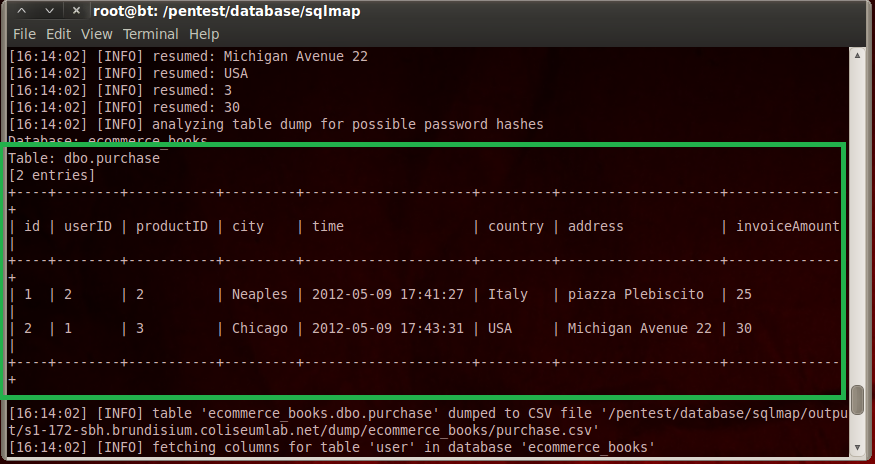 root@bt: /pentest/database/sqlmap
File Edit View Terminal Help
[16:14:02] [INFO] resumed: Michigan Avenue 22
[16:14:02] [INFO] resumed: USA
[16:14:02] [INFO] resumed: 3
[16:14:02] [INFO] resumed: 30
[16:14:02] [INFO] analyzing table dump for possible password hashes
Database: ecommerce_books
Table: dbo.purchase
[2 entries]
+----+--------+-----------+---------+---------------------+---------+--------------------+---------------
+
| id | userID | productID | city    | time                | country | address            | invoiceAmount
|
+----+--------+-----------+---------+---------------------+---------+--------------------+---------------
+
| 1  | 2      | 2         | Neaples | 2012-05-09 17:41:27 | Italy   | piazza Plebiscito  | 25
|
| 2  | 1      | 3         | Chicago | 2012-05-09 17:43:31 | USA     | Michigan Avenue 22 | 30
|
+----+--------+-----------+---------+---------------------+---------+--------------------+---------------
+
[16:14:02] [INFO] table 'ecommerce_books.dbo.purchase' dumped to CSV file '/pentest/database/sqlmap/outpu
t/s1-172-sbh.brundisium.coliseumlab.net/dump/ecommerce_books/purchase.csv'
[16:14:02] [INFO] fetching columns for table 'user' in database 'ecommerce_books'